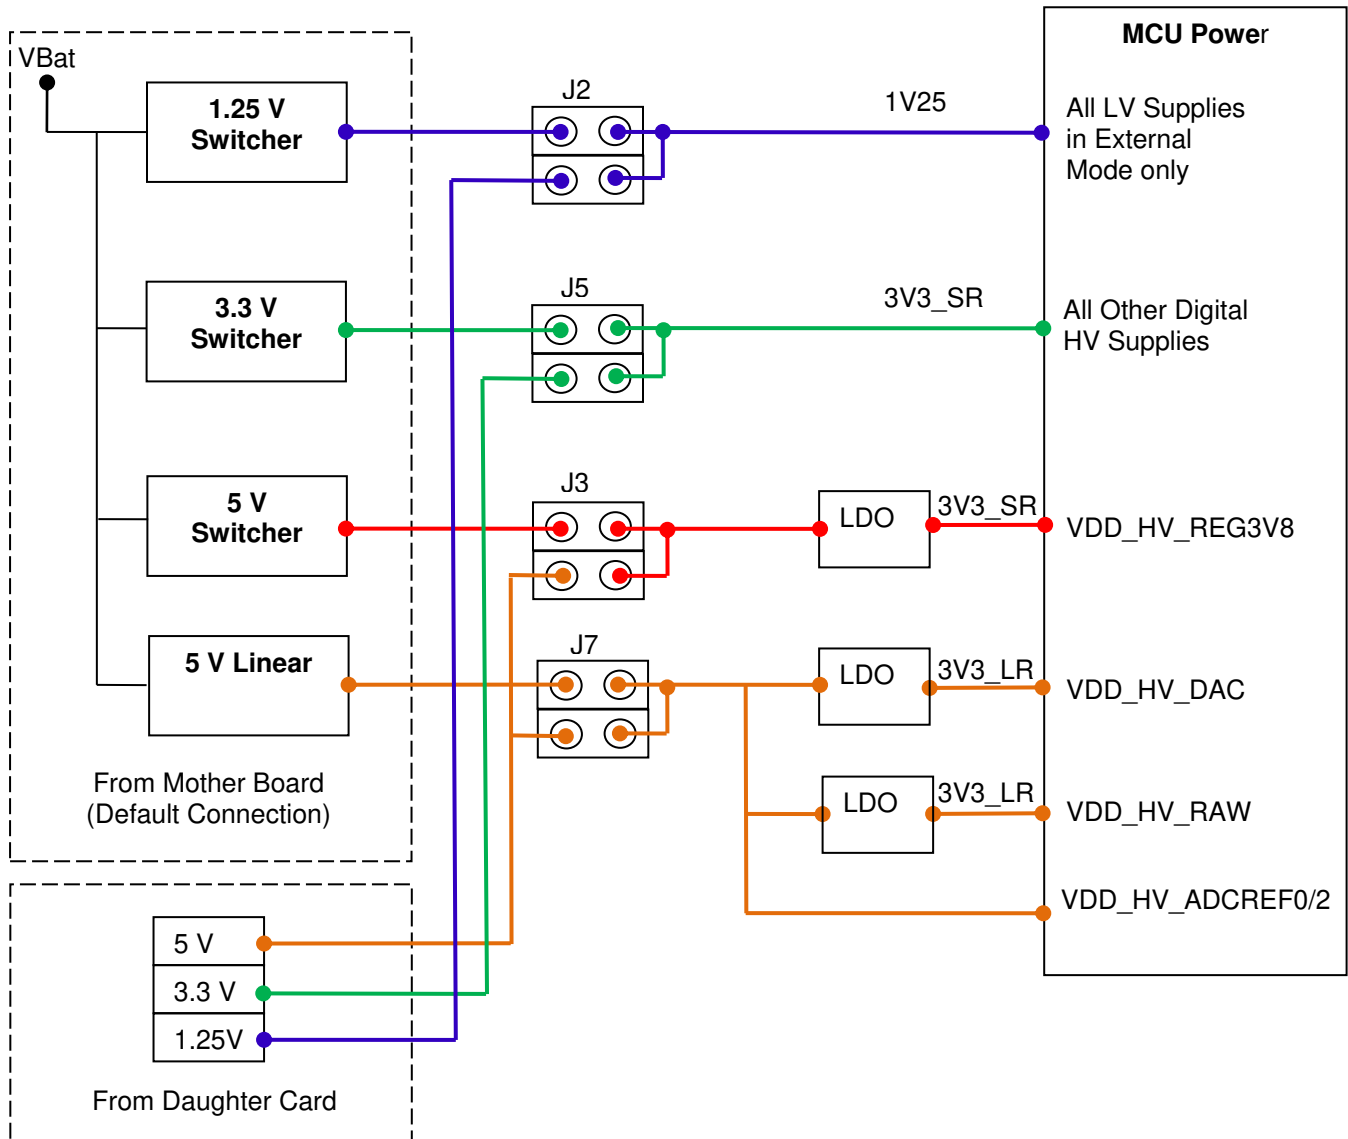 MCU Power
VBat
1.25 V
Switcher
J2
1V25
All LV Supplies
in External
Mode only
3.3 V
Switcher
J5
3V3_SR
All Other Digital
HV Supplies
5 V
Switcher
J3
LDO
3V3_SR
VDD_HV_REG3V8
5 V Linear
J7
LDO
3V3_LR
VDD_HV_DAC
From Mother Board
(Default Connection)
LDO
3V3_LR
VDD_HV_RAW
VDD_HV_ADCREF0/2
5 V
3.3 V
1.25V
From Daughter Card